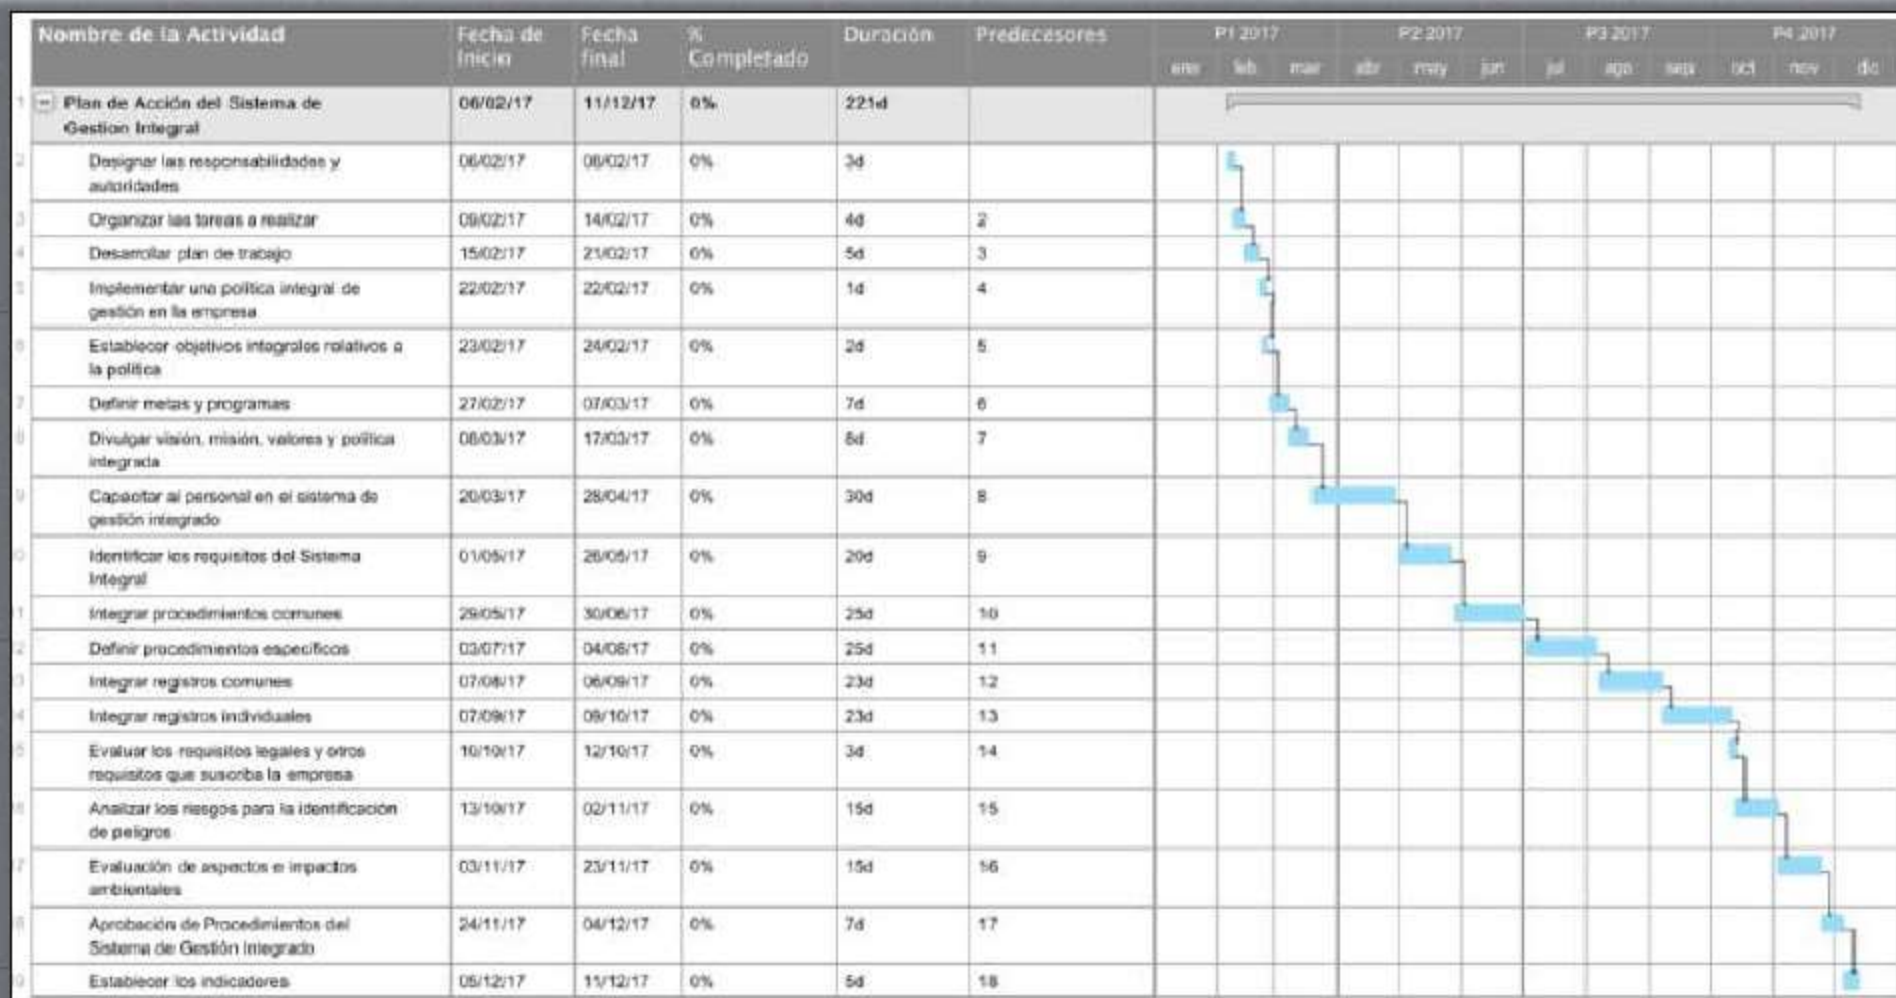 Nombre de la Actividad Fecha de Inicio Fecha final % Completado Duración Predecesores P1 2017 P2 2017 P3 2017 P4 2017
ene feb mar abr may jun jul ago sep oct nov dic
1 Plan de Acción del Sistema de Gestion Integral 06/02/17 11/12/17 0% 221d
2 Designar las responsabilidades y autoridades 06/02/17 08/02/17 0% 3d
3 Organizar las tareas a realizar 09/02/17 14/02/17 0% 4d 2
4 Desarrollar plan de trabajo 15/02/17 21/02/17 0% 5d 3
5 Implementar una política integral de gestión en la empresa 22/02/17 22/02/17 0% 1d 4
6 Establecer objetivos integrales relativos a la política 23/02/17 24/02/17 0% 2d 5
7 Definir metas y programas 27/02/17 07/03/17 0% 7d 6
8 Divulgar visión, misión, valores y política integrada 08/03/17 17/03/17 0% 8d 7
9 Capacitar al personal en el sistema de gestión integrado 20/03/17 28/04/17 0% 30d 8
0 Identificar los requisitos del Sistema Integral 01/05/17 26/05/17 0% 20d 9
1 Integrar procedimientos comunes 29/05/17 30/06/17 0% 25d 10
2 Definir procedimientos específicos 03/07/17 04/08/17 0% 25d 11
3 Integrar registros comunes 07/08/17 06/09/17 0% 23d 12
4 Integrar registros individuales 07/09/17 09/10/17 0% 23d 13
5 Evaluar los requisitos legales y otros requisitos que suscriba la empresa 10/10/17 12/10/17 0% 3d 14
6 Analizar los riesgos para la identificación de peligros 13/10/17 02/11/17 0% 15d 15
7 Evaluación de aspectos e impactos ambientales 03/11/17 23/11/17 0% 15d 16
8 Aprobación de Procedimientos del Sistema de Gestión Integrado 24/11/17 04/12/17 0% 7d 17
9 Establecer los indicadores 05/12/17 11/12/17 0% 5d 18